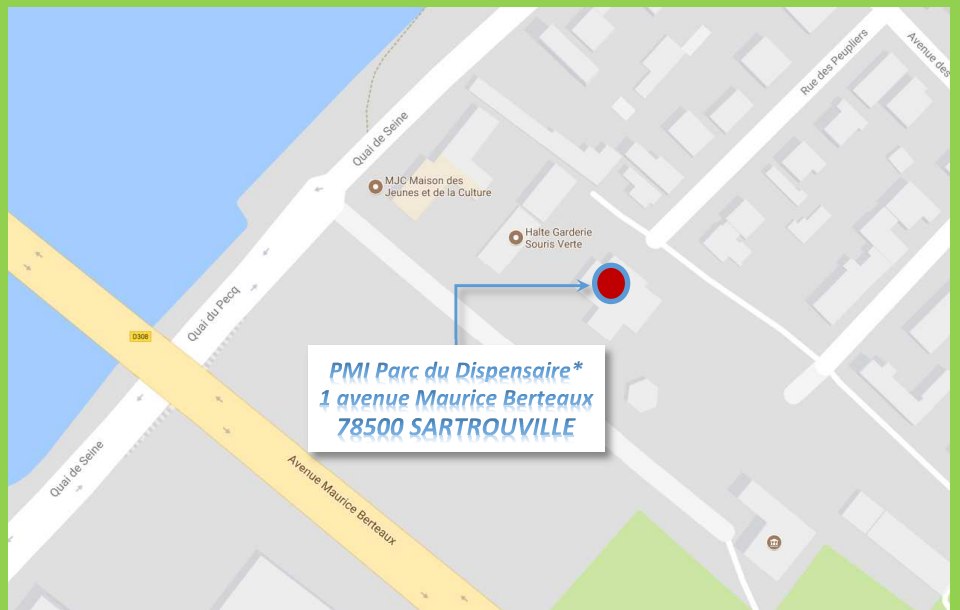 Rue des Peupliers
Avenue des
Quai de Seine
MJC Maison des
Jeunes et de la Culture
Halte Garderie
Souris Verte
Quai du Pecq
D308
PMI Parc du Dispensaire*
1 avenue Maurice Berteaux
78500 SARTROUVILLE
Quai de Seine
Avenue Maurice Berteaux